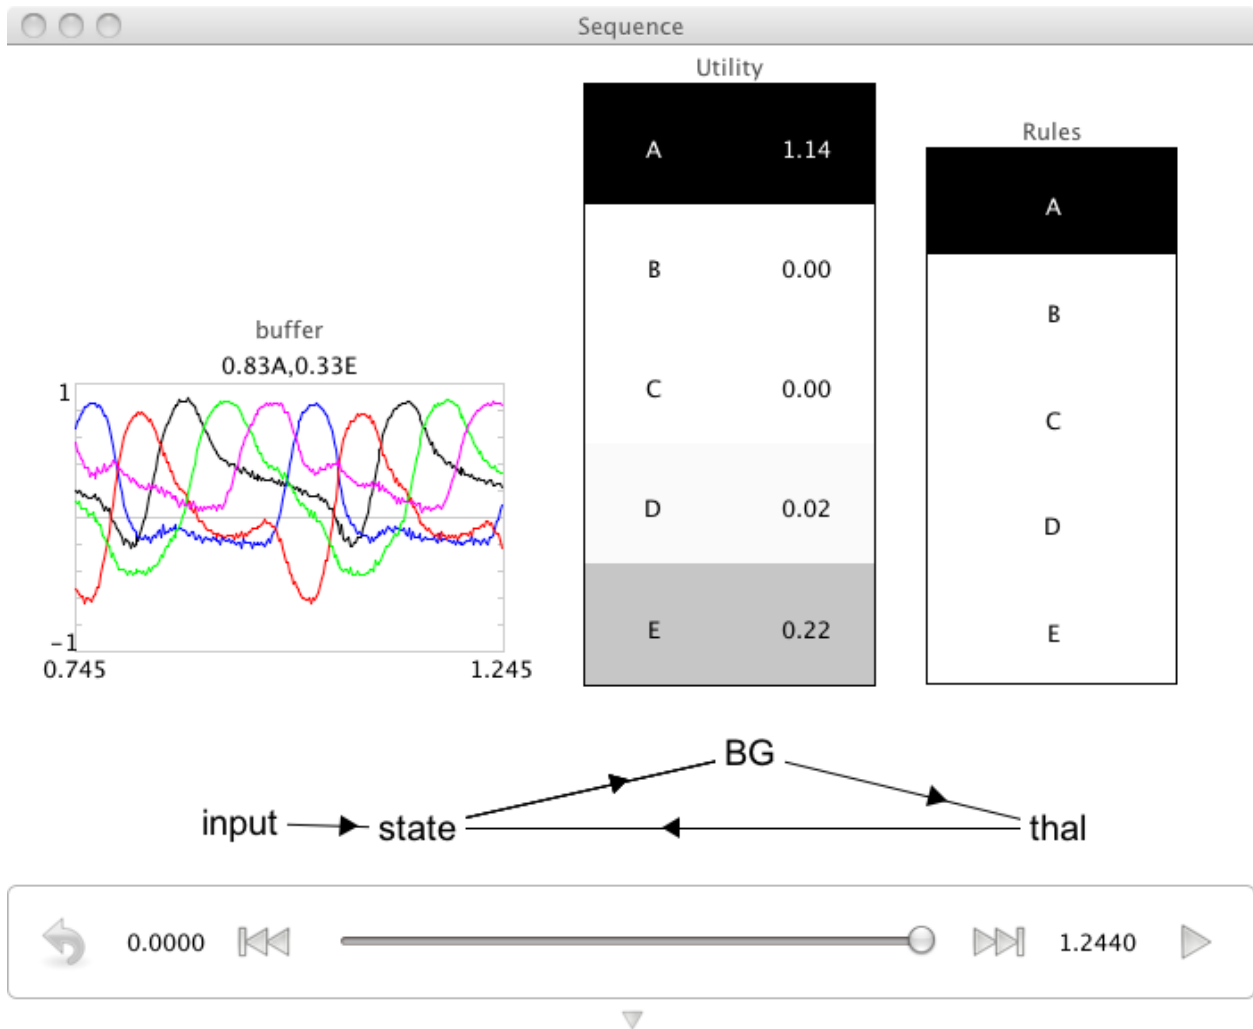 Sequence
Utility
A 1.14
B 0.00
C 0.00
D 0.02
E 0.22
Rules
A
B
C
D
E
buffer
0.83A,0.33E
1
-1
0.745 1.245
BG
input state thal
0.0000 1.2440